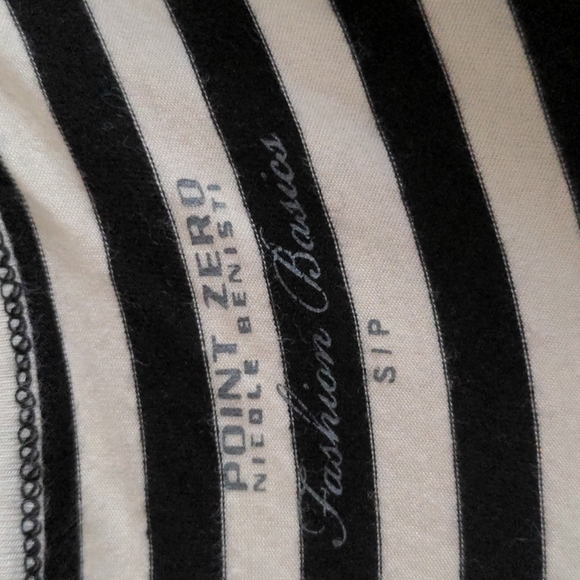 POINT ZERO
NICOLE BENISTI
Fashion Basics
S/P